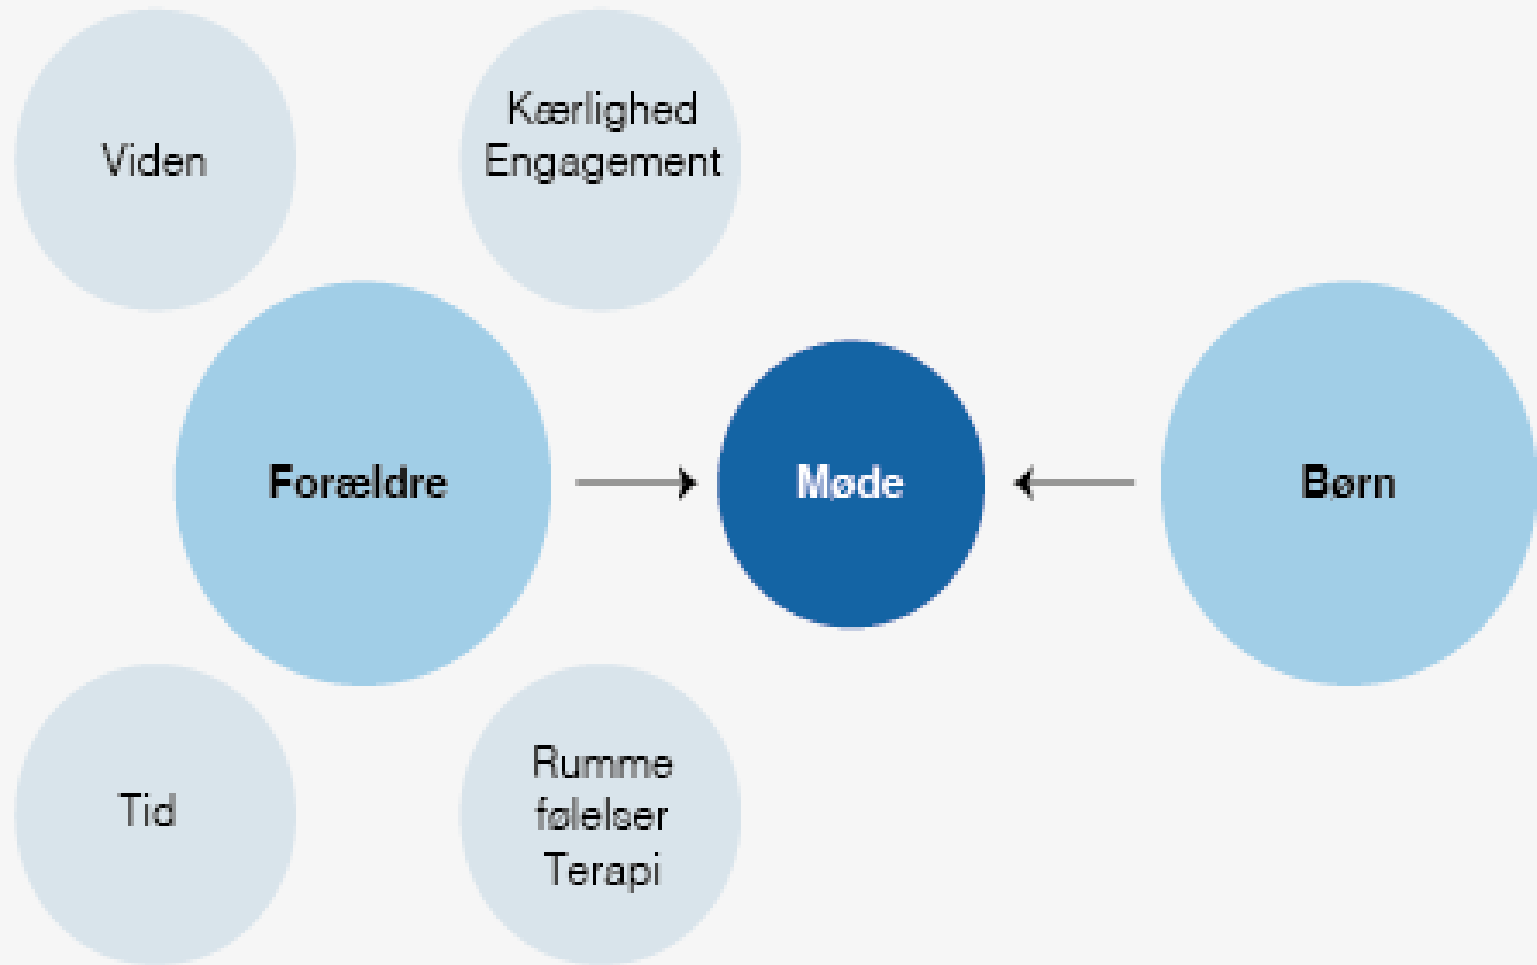 Viden
Kærlighed
Engagement
Forældre
Møde
Børn
Tid
Rumme
følelser
Terapi